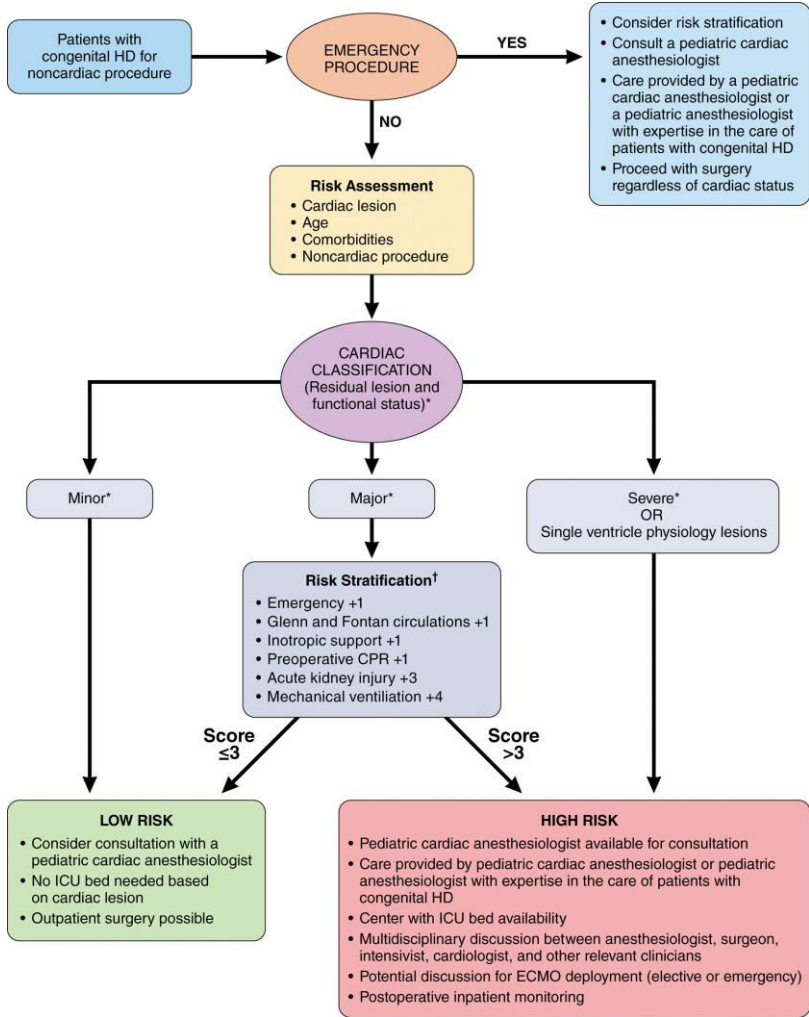 Patients with
congenital HD for
noncardiac procedure
EMERGENCY
PROCEDURE
YES
• Consider risk stratification
• Consult a pediatric cardiac
anesthesiologist
• Care provided by a pediatric
cardiac anesthesiologist or
a pediatric anesthesiologist
with expertise in the care of
patients with congenital HD
• Proceed with surgery
regardless of cardiac status
NO
Risk Assessment
• Cardiac lesion
• Age
• Comorbidities
• Noncardiac procedure
CARDIAC
CLASSIFICATION
(Residual lesion and
functional status)*
Minor*
Major*
Severe*
OR
Single ventricle physiology lesions
Risk Stratification†
• Emergency +1
• Glenn and Fontan circulations +1
• Inotropic support +1
• Preoperative CPR +1
• Acute kidney injury +3
• Mechanical ventiliation +4
Score
≤3
Score
>3
LOW RISK
• Consider consultation with a
pediatric cardiac anesthesiologist
• No ICU bed needed based
on cardiac lesion
• Outpatient surgery possible
HIGH RISK
• Pediatric cardiac anesthesiologist available for consultation
• Care provided by pediatric cardiac anesthesiologist or pediatric
anesthesiologist with expertise in the care of patients with
congenital HD
• Center with ICU bed availability
• Multidisciplinary discussion between anesthesiologist, surgeon,
intensivist, cardiologist, and other relevant clinicians
• Potential discussion for ECMO deployment (elective or emergency)
• Postoperative inpatient monitoring